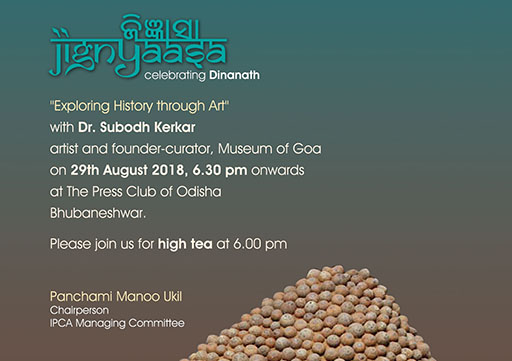 ଜିଜ୍ଞାସା
jignyaasa
celebrating Dinanath
"Exploring History through Art"
with Dr. Subodh Kerkar
artist and founder-curator, Museum of Goa
on 29th August 2018, 6.30 pm onwards
at The Press Club of Odisha
Bhubaneshwar.
Please join us for high tea at 6.00 pm
Panchami Manoo Ukil
Chairperson
IPCA Managing Committee